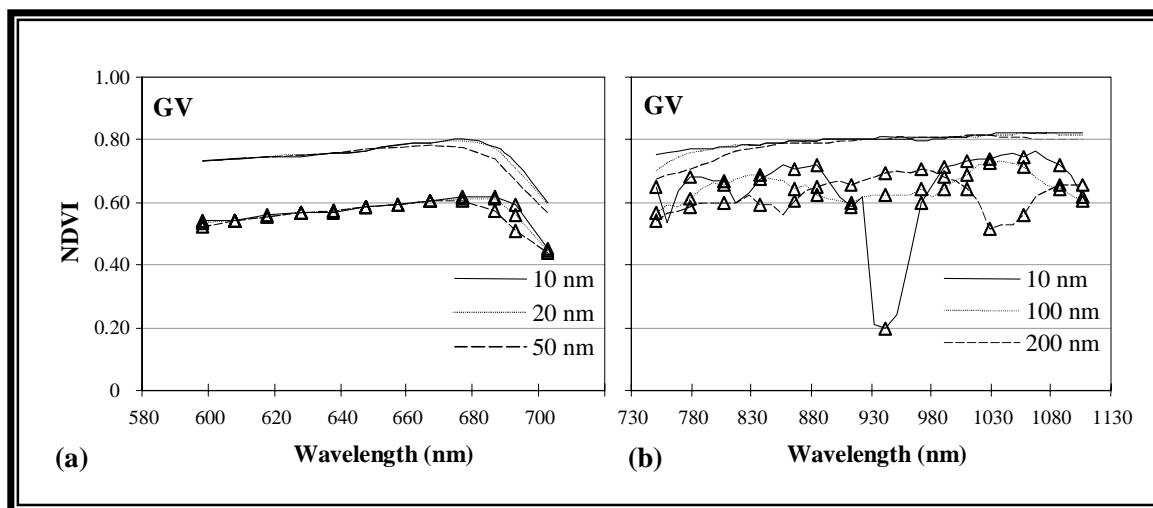 1.00
0.80
0.60
0.40
0.20
0
NDVI
GV
10 nm
20 nm
50 nm
580 600 620 640 660 680 700
Wavelength (nm)
(a)
GV
10 nm
100 nm
200 nm
730 780 830 880 930 980 1030 1080 1130
Wavelength (nm)
(b)